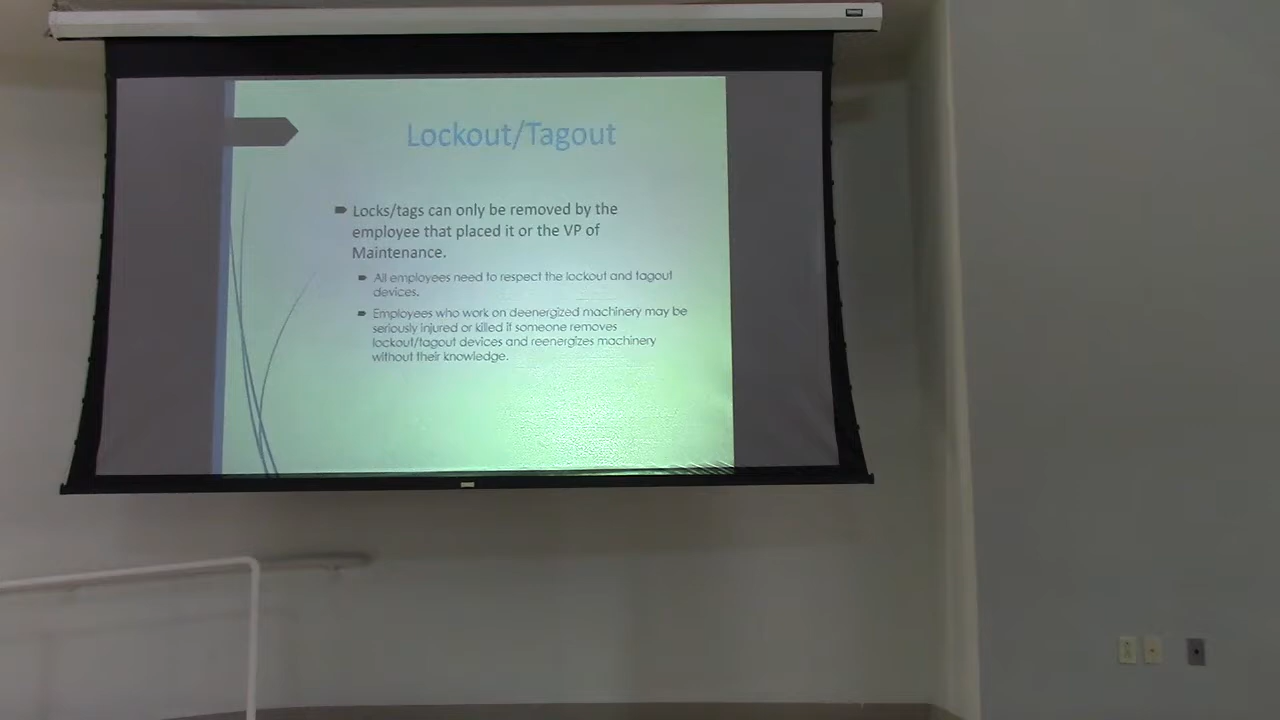 Lockout/Tagout
Locks/tags can only be removed by the
employee that placed it or the VP of
Maintenance.
All employees need to respect the lockout and tagout
devices.
Employees who work on deenergized machinery may be
seriously injured or killed if someone removes
lockout/tagout devices and reenergizes machinery
without their knowledge.